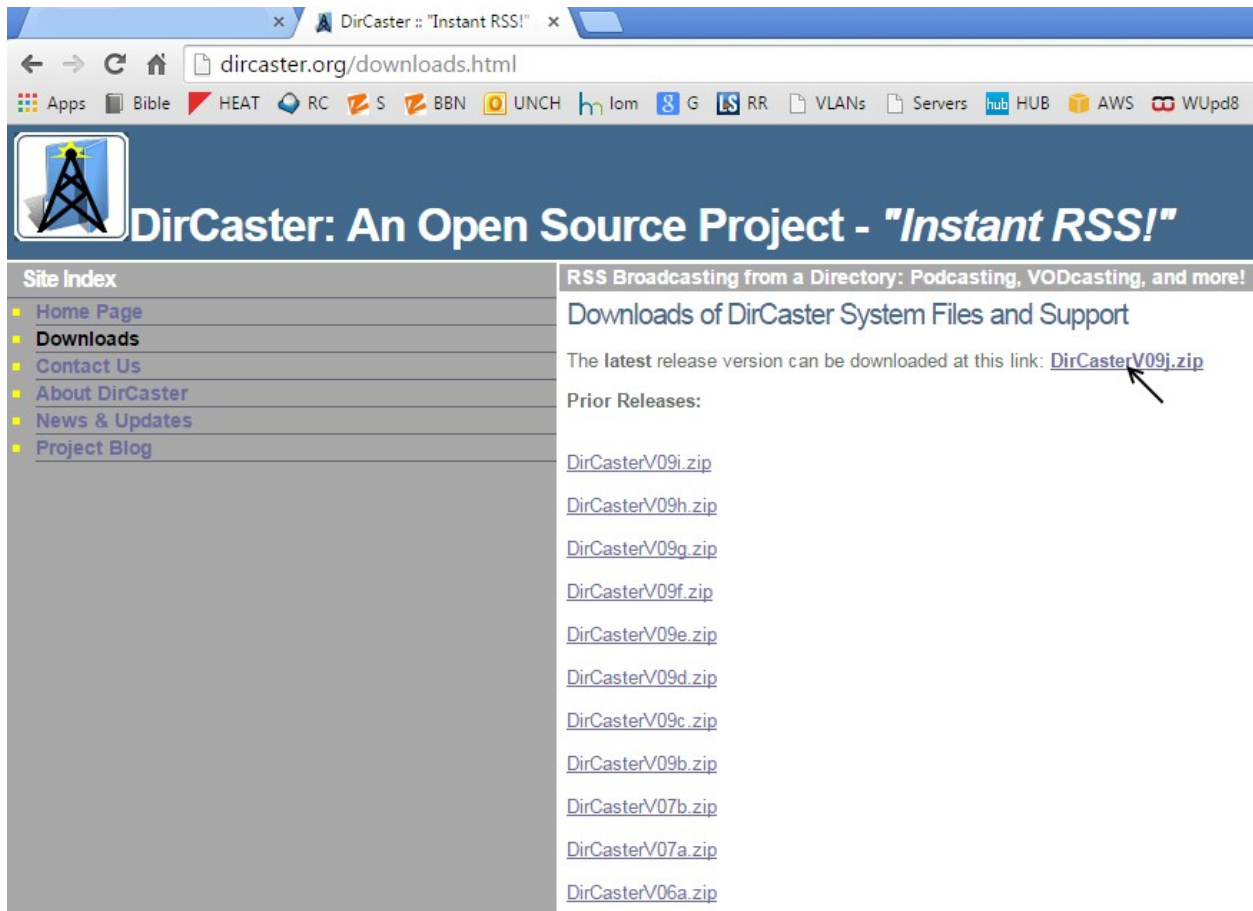 DirCaster :: "Instant RSS!"
dircaster.org/downloads.html
Apps Bible HEAT RC S BBN UNCH lom G RR VLANs Servers HUB AWS WUpd8
DirCaster: An Open Source Project - "Instant RSS!"
Site Index
Home Page
Downloads
Contact Us
About DirCaster
News & Updates
Project Blog
RSS Broadcasting from a Directory: Podcasting, VODcasting, and more!
Downloads of DirCaster System Files and Support
The latest release version can be downloaded at this link: DirCasterV09j.zip
Prior Releases:
DirCasterV09i.zip
DirCasterV09h.zip
DirCasterV09g.zip
DirCasterV09f.zip
DirCasterV09e.zip
DirCasterV09d.zip
DirCasterV09c.zip
DirCasterV09b.zip
DirCasterV07b.zip
DirCasterV07a.zip
DirCasterV06a.zip